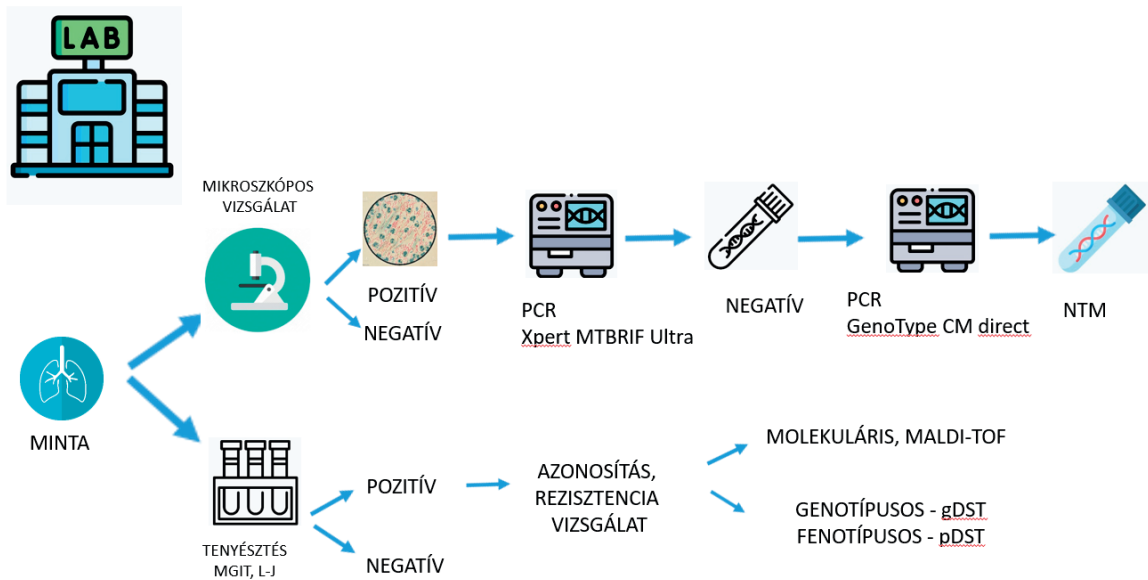 LAB
MIKROSZKÓPOS
VIZSGÁLAT
POZITÍV
NEGATÍV
PCR
Xpert MTBRIF Ultra
NEGATÍV
PCR
GenoType CM direct
NTM
MINTA
TENYÉSZTÉS
MGIT, L-J
POZITÍV
NEGATÍV
AZONOSÍTÁS,
REZISZTENCIA
VIZSGÁLAT
MOLEKULÁRIS, MALDI-TOF
GENOTÍPUSOS - gDST
FENOTÍPUSOS - pDST